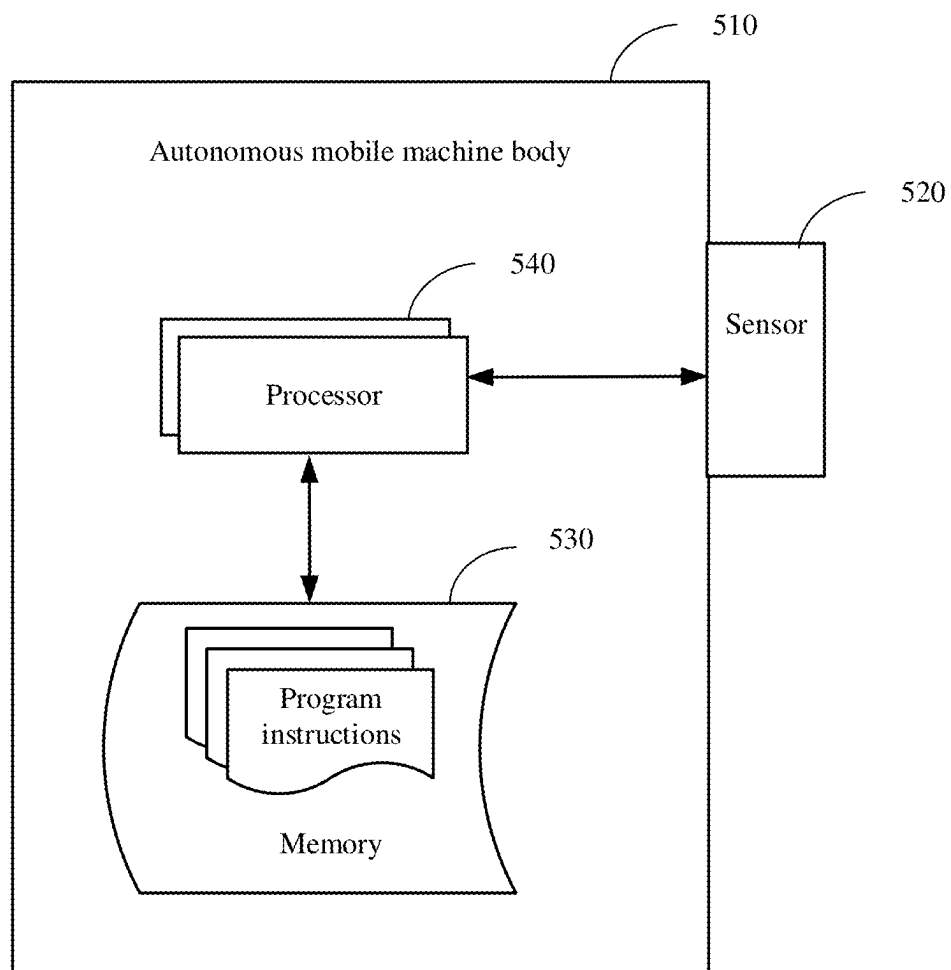 510
Autonomous mobile machine body
520
540
Sensor
Processor
530
Program
instructions
Memory